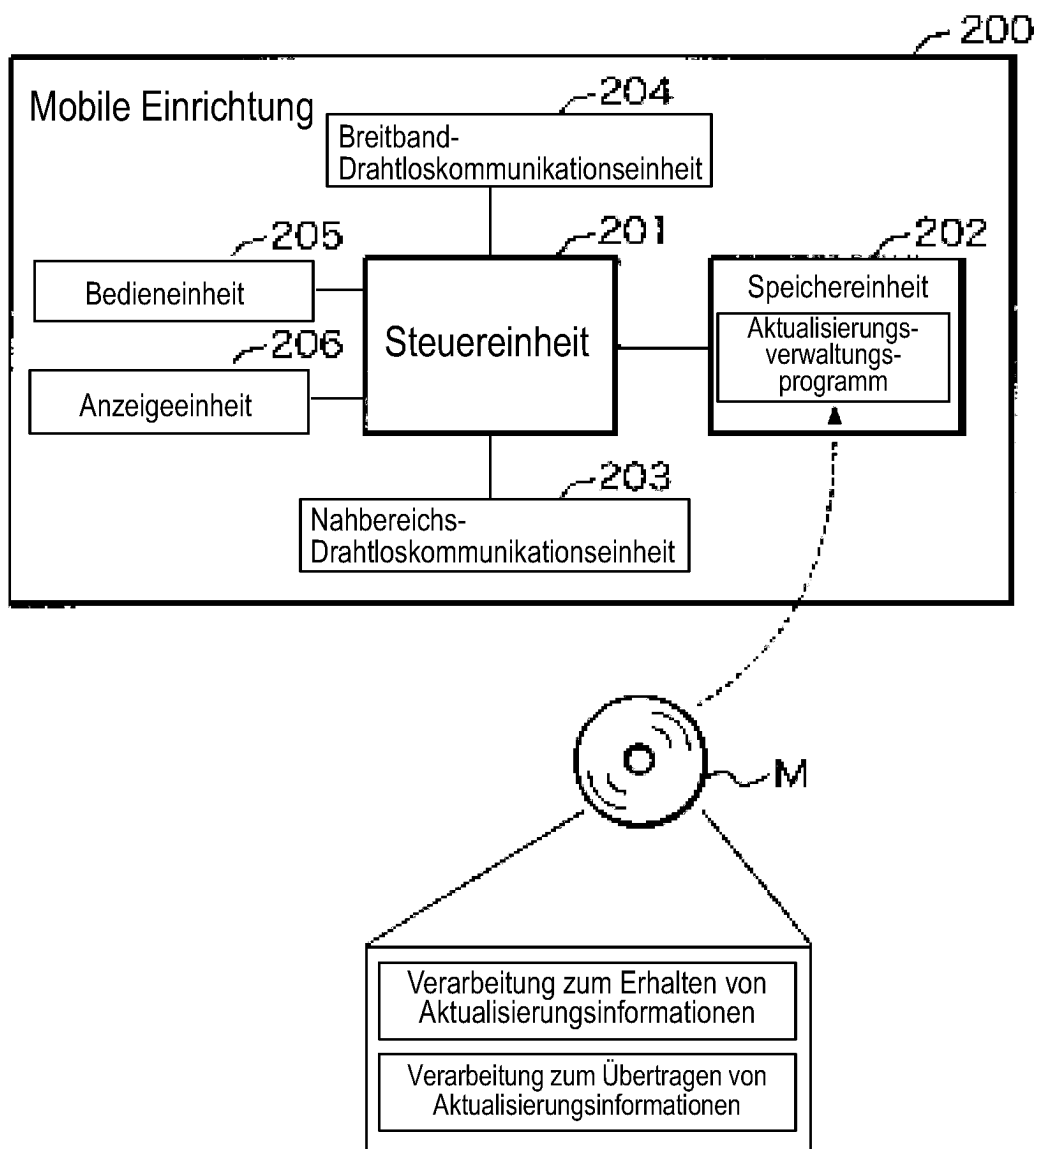 200
Mobile Einrichtung
204
Breitband-
Drahtloskommunikationseinheit
205
201
202
Bedieneinheit
Steuereinheit
Speichereinheit
Aktualisierungs-
verwaltungs-
programm
206
Anzeigeeinheit
203
Nahbereichs-
Drahtloskommunikationseinheit
M
Verarbeitung zum Erhalten von
Aktualisierungsinformationen
Verarbeitung zum Übertragen von
Aktualisierungsinformationen